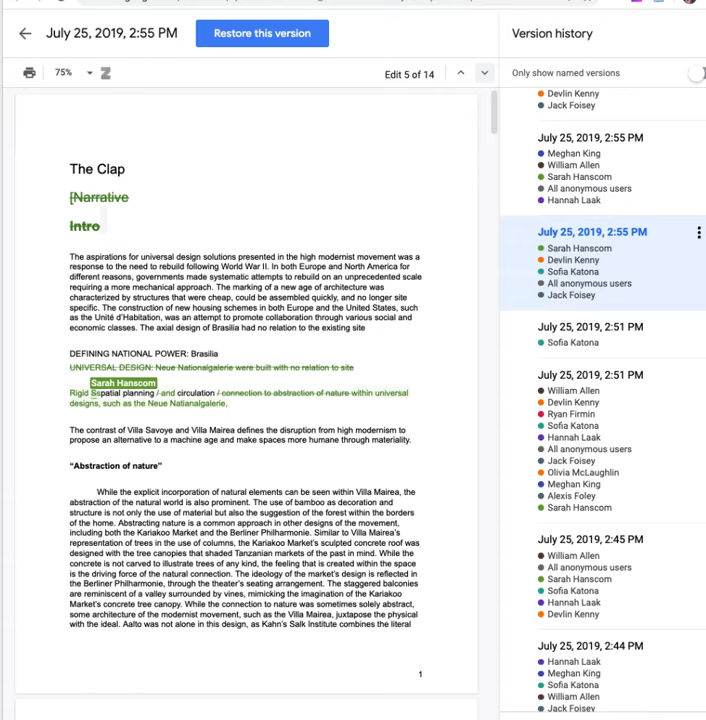 July 25, 2019, 2:55 PM
Restore this version
Version history
75%
Edit 5 of 14
Only show named versions
The Clap
[Narrative
Intro
The aspirations for universal design solutions presented in the high modernist movement was a
response to the need to rebuild following World War II. In both Europe and North America for
different reasons, governments made systematic attempts to rebuild on an unprecedented scale
requiring a more mechanical approach. The marking of a new age of architecture was
characterized by structures that were cheap, could be assembled quickly, and no longer site
specific. The construction of new housing schemes in both Europe and the United States, such
as the Unité d'Habitation, was an attempt to promote collaboration through various social and
economic classes. The axial design of Brasilia had no relation to the existing site
DEFINING NATIONAL POWER: Brasilia
UNIVERSAL DESIGN: Neue Nationalgalerie were built with no relation to site
Sarah Hanscom
Rigid Sspatial planning / and circulation / connection to abstraction of nature within universal
designs, such as the Neue Natianalgalerie,
The contrast of Villa Savoye and Villa Mairea defines the disruption from high modernism to
propose an alternative to a machine age and make spaces more humane through materiality.
“Abstraction of nature”
While the explicit incorporation of natural elements can be seen within Villa Mairea, the
abstraction of the natural world is also prominent. The use of bamboo as decoration and
structure is not only the use of material but also the suggestion of the forest within the borders
of the home. Abstracting nature is a common approach in other designs of the movement,
including both the Kariakoo Market and the Berlin Philharmonie. Similar to Villa Mairea's
representation of trees in the use of columns, the Kariakoo Market's sculpted concrete roof was
designed with the tree canopies that shaded Tanzanian markets of the past in mind. While the
concrete is not carved to illustrate trees of any kind, the feeling that is created within the space
is the driving force of the natural connection. The ideology of the market's design is reflected in
the Berliner Philharmonie, through the theater's seating arrangement. The staggered balconies
are reminiscent of a valley surrounded by vines, mimicking the imagination of the Kariakoo
Market's concrete tree canopy. While the connection to nature was sometimes solely abstract,
some architecture of the modernist movement, such as the Villa Mairea, juxtapose the physical
with the ideal. Aalto was not alone in this design, as Kahn's Salk Institute combines the literal
1
Devlin Kenny
Jack Foisey
July 25, 2019, 2:55 PM
Meghan King
William Allen
Sarah Hanscom
All anonymous users
Hannah Laak
July 25, 2019, 2:55 PM
Sarah Hanscom
Devlin Kenny
Sofia Katona
All anonymous users
Jack Foisey
July 25, 2019, 2:51 PM
Sofia Katona
July 25, 2019, 2:51 PM
William Allen
Devlin Kenny
Ryan Firmin
Sofia Katona
Hannah Laak
All anonymous users
Jack Foisey
Olivia McLaughlin
Meghan King
Alexis Foley
Sarah Hanscom
July 25, 2019, 2:45 PM
William Allen
All anonymous users
Sarah Hanscom
Sofia Katona
Hannah Laak
Devlin Kenny
July 25, 2019, 2:44 PM
Hannah Laak
Meghan King
Sofia Katona
William Allen
Jack Foisey